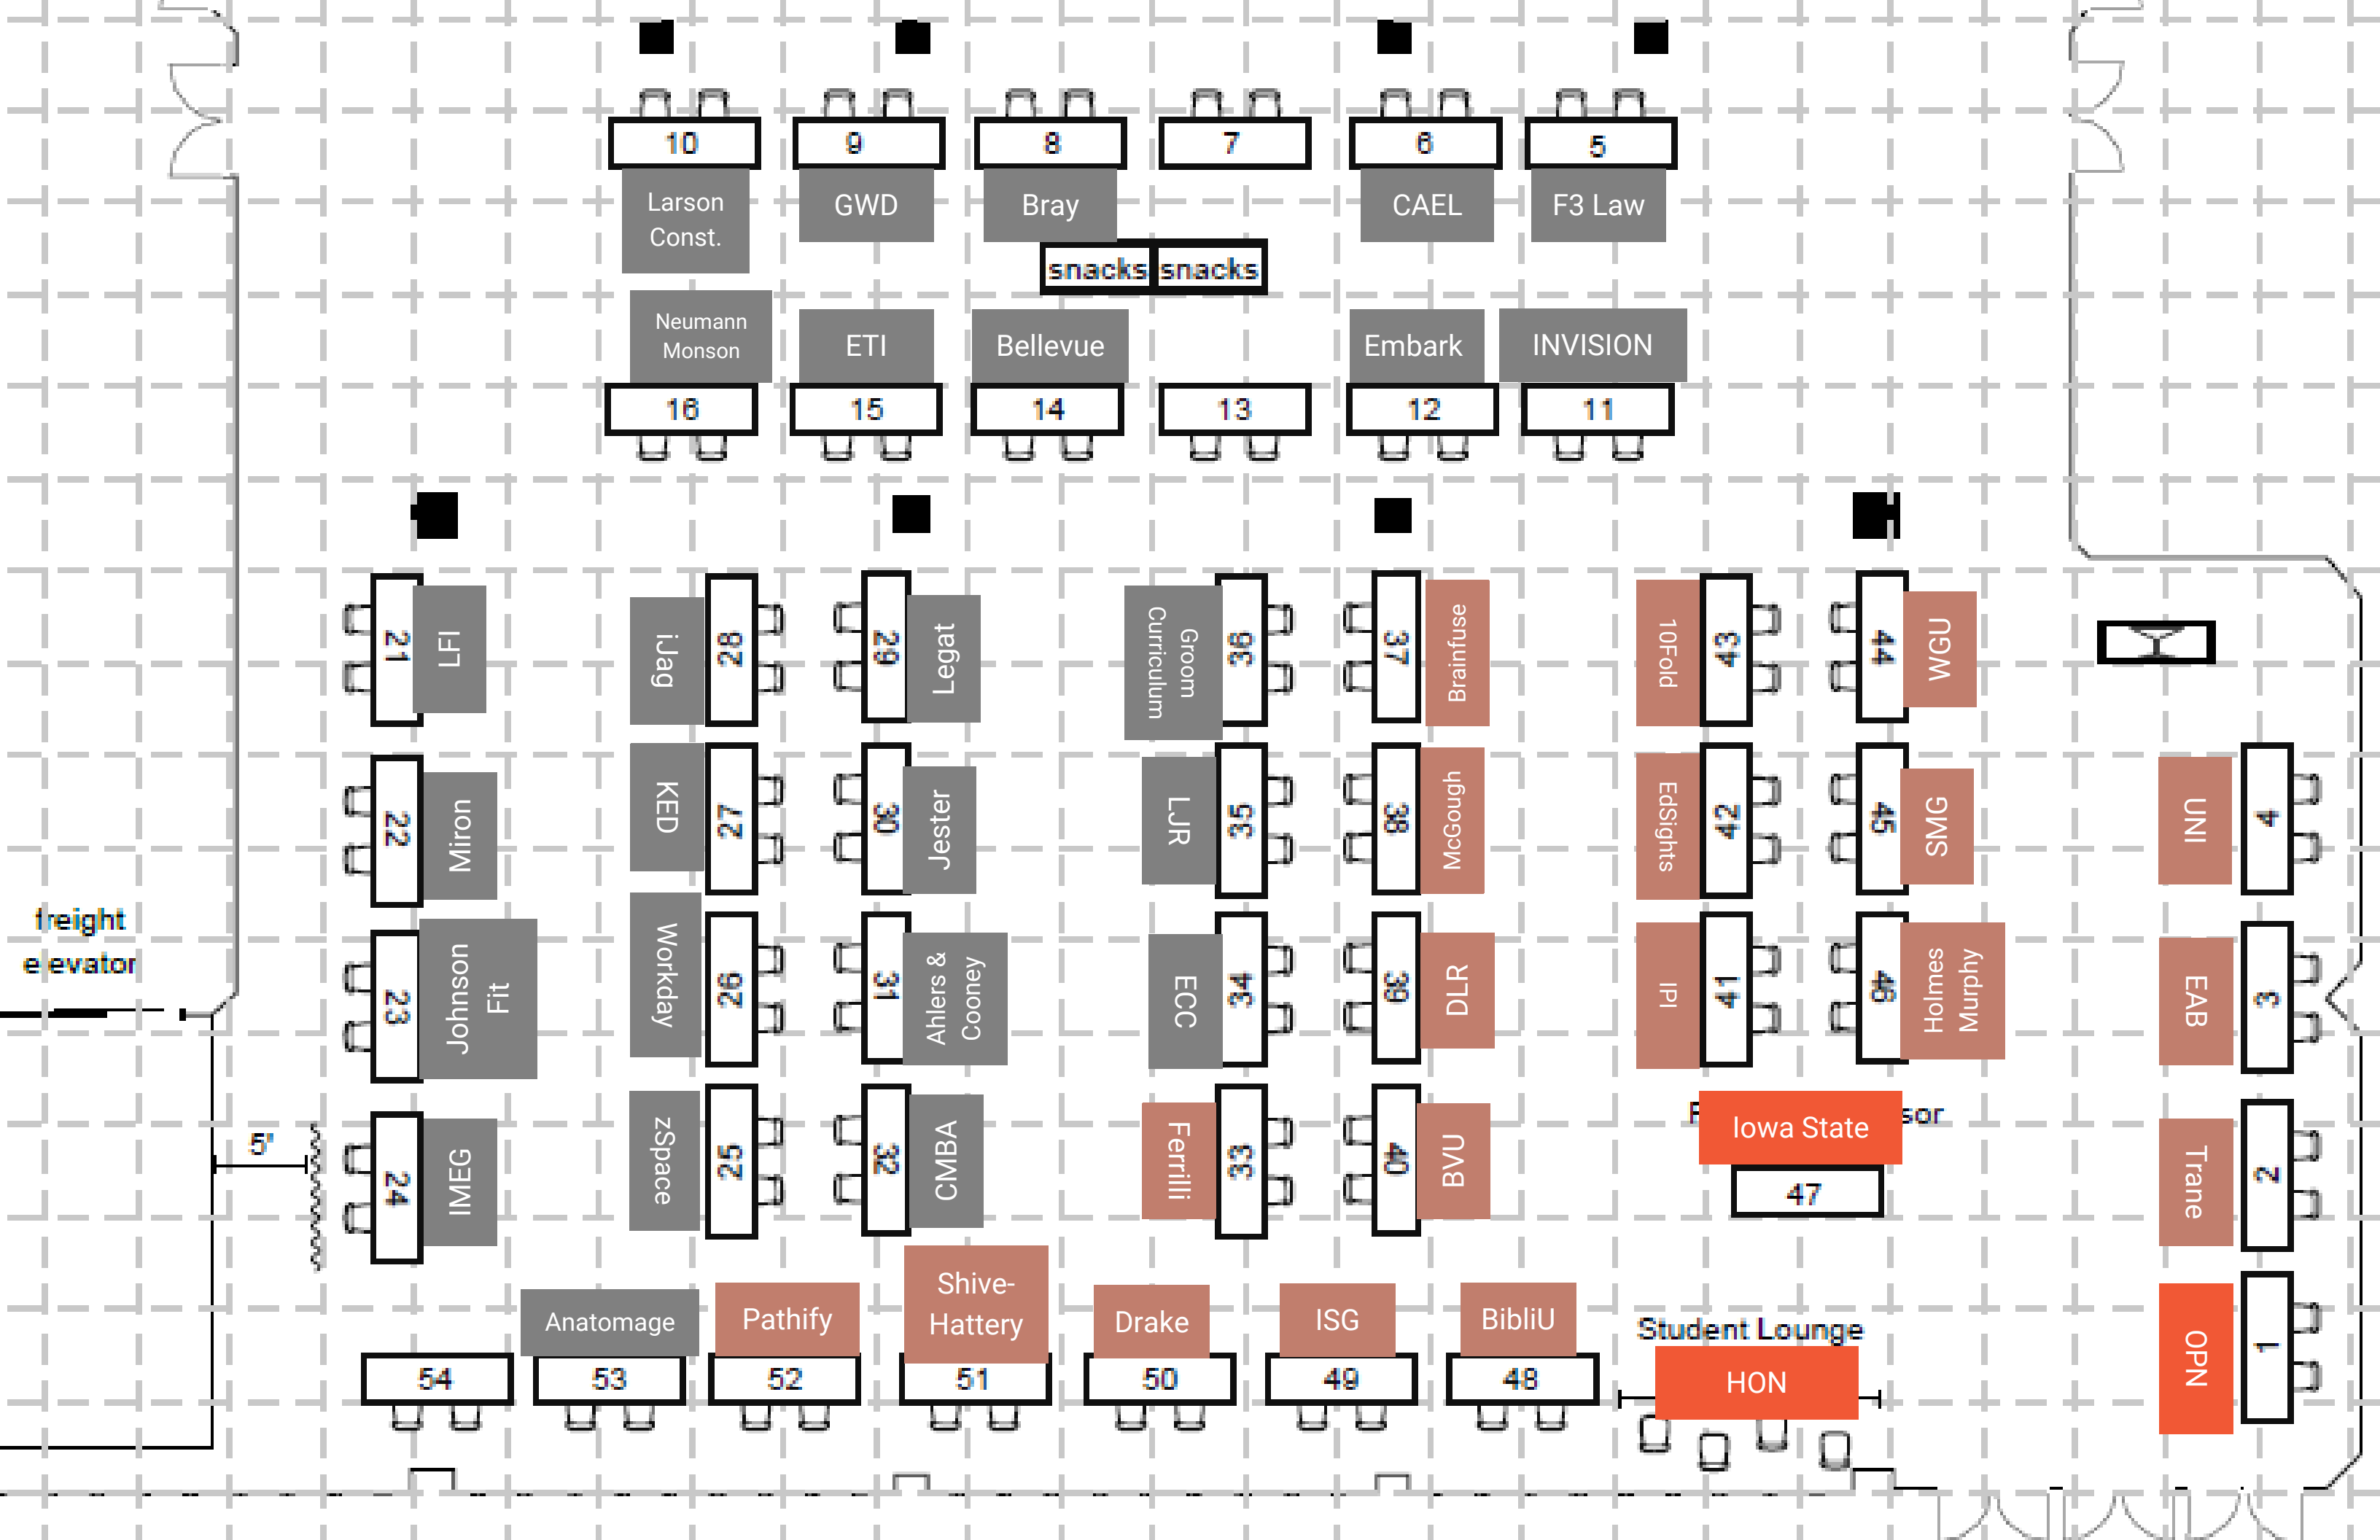 10
9
8
7
6
5
Larson
Const.
GWD
Bray
CAEL
F3 Law
snacks
snacks
Neumann
Monson
ETI
Bellevue
Embark
INVISION
16
15
14
13
12
11
21
LFI
iJag
28
29
Legat
Groom
Curriculum
36
37
Brainfuse
10Fold
43
44
WGU
22
Miron
KED
27
30
Jester
LJR
35
38
McGough
EdSights
42
45
SMG
UNI
4
freight
elevator
23
Johnson
Fit
Workday
26
31
Ahlers &
Cooney
ECC
34
39
DLR
IPI
41
46
Holmes
Murphy
EAB
3
5'
24
IMEG
zSpace
25
32
CMBA
Ferrilli
33
40
BVU
Iowa State
47
Trane
2
Anatomage
Pathify
Shive-
Hattery
Drake
ISG
BibliU
Student Lounge
HON
OPN
1
54
53
52
51
50
49
48